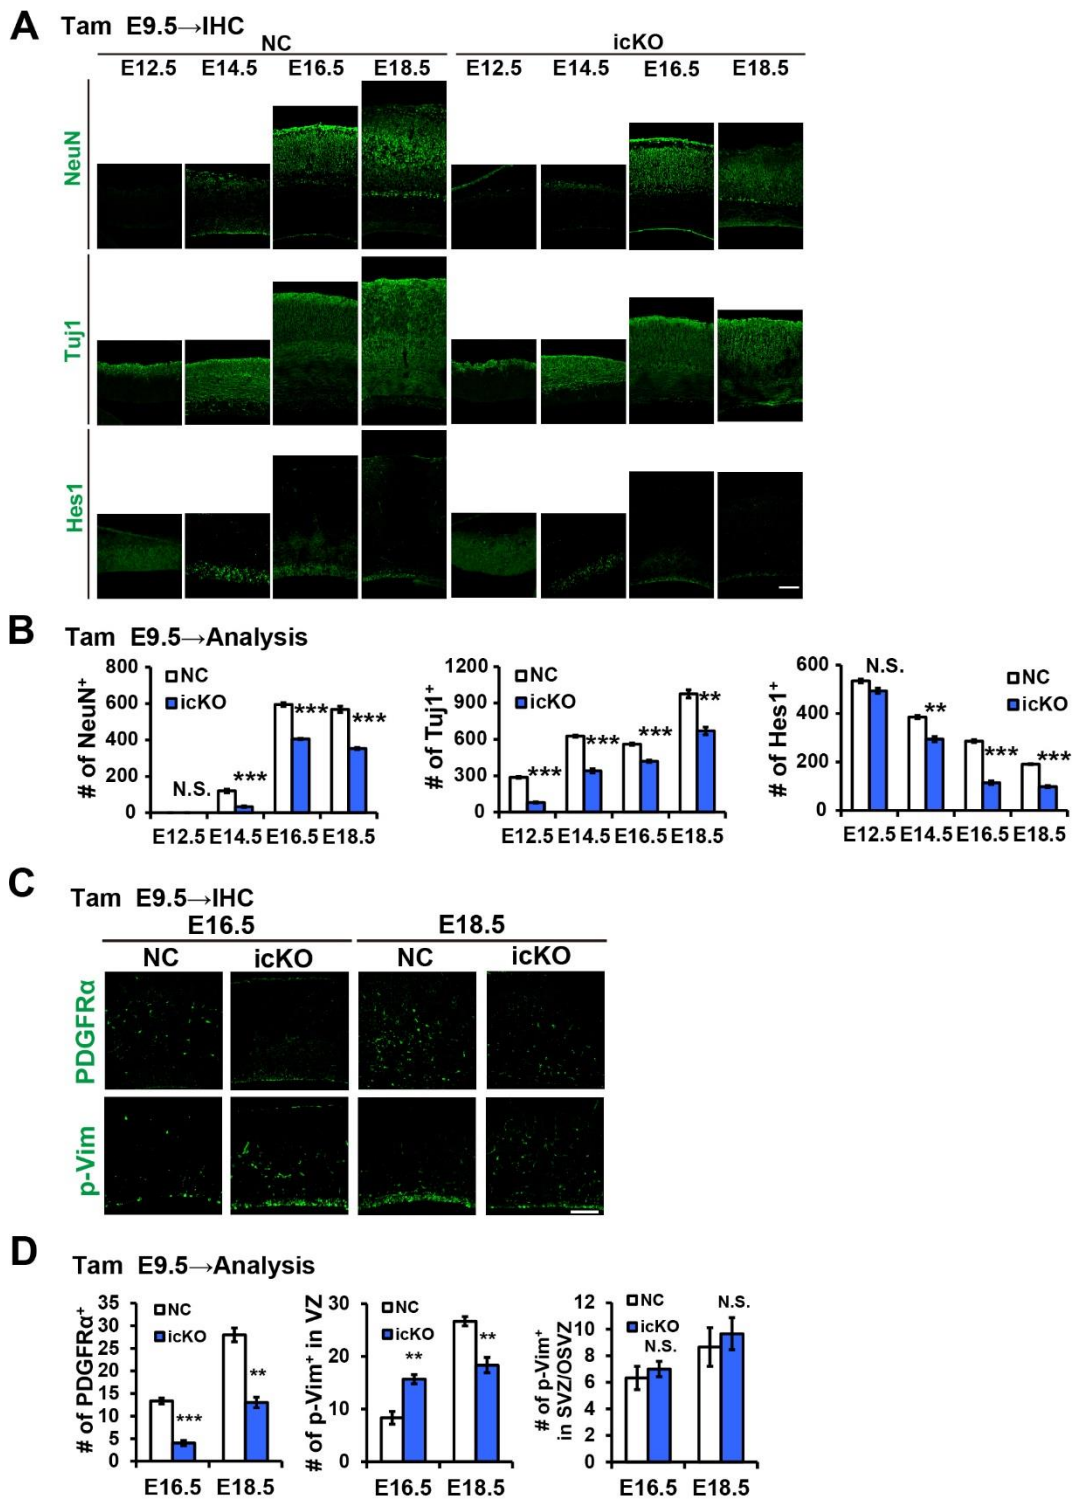 A Tam E9.5→IHC
NC icKO
E12.5 E14.5 E16.5 E18.5 E12.5 E14.5 E16.5 E18.5
NeuN
Tuj1
Hes1
B Tam E9.5→Analysis
# of NeuN⁺
800
600
400
200
0
NC
icKO
N.S. *** *** ***
E12.5 E14.5 E16.5 E18.5
# of Tuj1⁺
1200
900
600
300
0
NC
icKO
*** *** *** **
E12.5 E14.5 E16.5 E18.5
# of Hes1⁺
600
400
200
0
NC
icKO
N.S. ** *** ***
E12.5 E14.5 E16.5 E18.5
C Tam E9.5→IHC
E16.5 E18.5
NC icKO NC icKO
PDGFRα
p-Vim
D Tam E9.5→Analysis
# of PDGFRα⁺
35
30
25
20
15
10
5
0
NC
icKO
*** **
E16.5 E18.5
# of p-Vim⁺ in VZ
30
20
10
0
NC
icKO
** **
E16.5 E18.5
# of p-Vim⁺
in SVZ/OSVZ
12
10
8
6
4
2
0
NC
icKO
N.S. N.S.
E16.5 E18.5